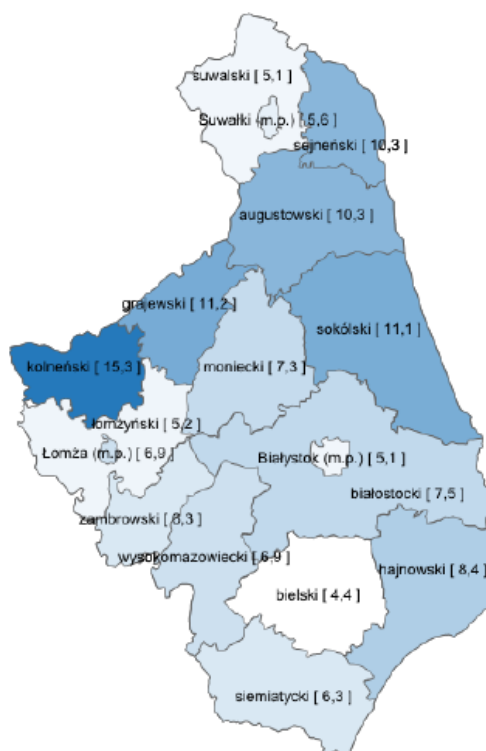 suwalski [ 5,1 ]
Suwałki (m.p.) [ 5,6 ]
sejneński [ 10,3 ]
augustowski [ 10,3 ]
grajewski [ 11,2 ]
sokólski [ 11,1 ]
kolneński [ 15,3 ]
moniecki [ 7,3 ]
łomżyński [ 5,2 ]
Łomża (m.p.) [ 6,9 ]
Białystok (m.p.) [ 5,1 ]
białostocki [ 7,5 ]
zambrowski [ 6,3 ]
wysokomazowiecki [ 6,9 ]
hajnowski [ 8,4 ]
bielski [ 4,4 ]
siemiatycki [ 6,3 ]